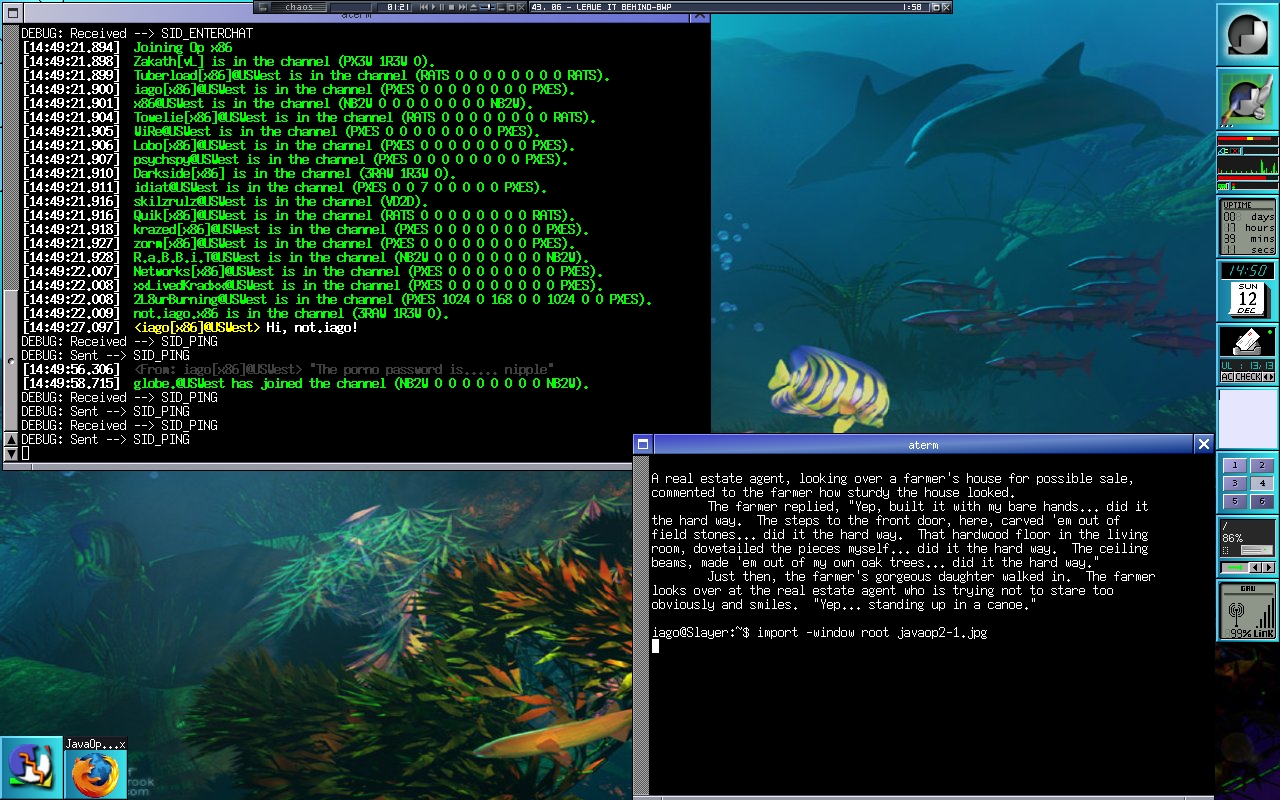 chaos
01:21
49. 06 - LEAVE IT BEHIND-BWP
1:58
aterm
DEBUG: Received --> SID_ENTERCHAT
[14:49:21.894]  Joining Op x86
[14:49:21.898]  Zakath[vL] is in the channel (PX3W 1R3W 0).
[14:49:21.899]  Tuberload[x86]@USWest is in the channel (RATS 0 0 0 0 0 0 0 0 RATS).
[14:49:21.900]  iago[x86]@USWest is in the channel (PXES 0 0 0 0 0 0 0 0 PXES).
[14:49:21.901]  x86@USWest is in the channel (NB2W 0 0 0 0 0 0 0 0 NB2W).
[14:49:21.904]  Towelie[x86]@USWest is in the channel (RATS 0 0 0 0 0 0 0 0 RATS).
[14:49:21.905]  WiRe@USWest is in the channel (PXES 0 0 0 0 0 0 0 0 PXES).
[14:49:21.906]  Lobo[x86]@USWest is in the channel (PXES 0 0 0 0 0 0 0 0 PXES).
[14:49:21.907]  psychspy@USWest is in the channel (PXES 0 0 0 0 0 0 0 0 PXES).
[14:49:21.910]  Darkside[x86] is in the channel (3RAW 1R3W 0).
[14:49:21.911]  idiat@USWest is in the channel (PXES 0 0 7 0 0 0 0 0 PXES).
[14:49:21.916]  skilzrulz@USWest is in the channel (VD2D).
[14:49:21.916]  Quik[x86]@USWest is in the channel (RATS 0 0 0 0 0 0 0 0 RATS).
[14:49:21.918]  krazed[x86]@USWest is in the channel (PXES 0 0 0 0 0 0 0 0 PXES).
[14:49:21.927]  zorm[x86]@USWest is in the channel (PXES 0 0 0 0 0 0 0 0 PXES).
[14:49:21.928]  R.a.B.B.i.T@USWest is in the channel (NB2W 0 0 0 0 0 0 0 0 NB2W).
[14:49:22.007]  Networks[x86]@USWest is in the channel (PXES 0 0 0 0 0 0 0 0 PXES).
[14:49:22.008]  xxLivedKradxx@USWest is in the channel (PXES 0 0 0 0 0 0 0 0 PXES).
[14:49:22.008]  2L8urBurning@USWest is in the channel (PXES 1024 0 168 0 0 1024 0 0 PXES).
[14:49:22.009]  not.iago.x86 is in the channel (3RAW 1R3W 0).
[14:49:27.097]  <iago[x86]@USWest> Hi, not.iago!
DEBUG: Received --> SID_PING
DEBUG: Sent --> SID_PING
[14:49:56.306]  <From: iago[x86]@USWest> "The porno password is..... nipple"
[14:49:58.715]  globe.@USWest has joined the channel (NB2W 0 0 0 0 0 0 0 0 NB2W).
DEBUG: Received --> SID_PING
DEBUG: Sent --> SID_PING
DEBUG: Received --> SID_PING
DEBUG: Sent --> SID_PING
aterm
A real estate agent, looking over a farmer's house for possible sale,
commented to the farmer how sturdy the house looked.
The farmer replied, "Yep, built it with my bare hands... did it
the hard way.  The steps to the front door, here, carved 'em out of
field stones... did it the hard way.  That hardwood floor in the living
room, dovetailed the pieces myself... did it the hard way.  The ceiling
beams, made 'em out of my own oak trees... did it the hard way."
Just then, the farmer's gorgeous daughter walked in.  The farmer
looks over at the real estate agent who is trying not to stare too
obviously and smiles.  "Yep... standing up in a canoe."
iago@Slayer:~$ import -window root javaop2-1.jpg
UPTIME
00 days
17 hours
39 mins
11 secs
14:50
SUN
12
DEC
UL : 13/13
AC CHECK
1 2
3 4
5 6
/
86%
99% LinK
JavaOp...x
rook
com